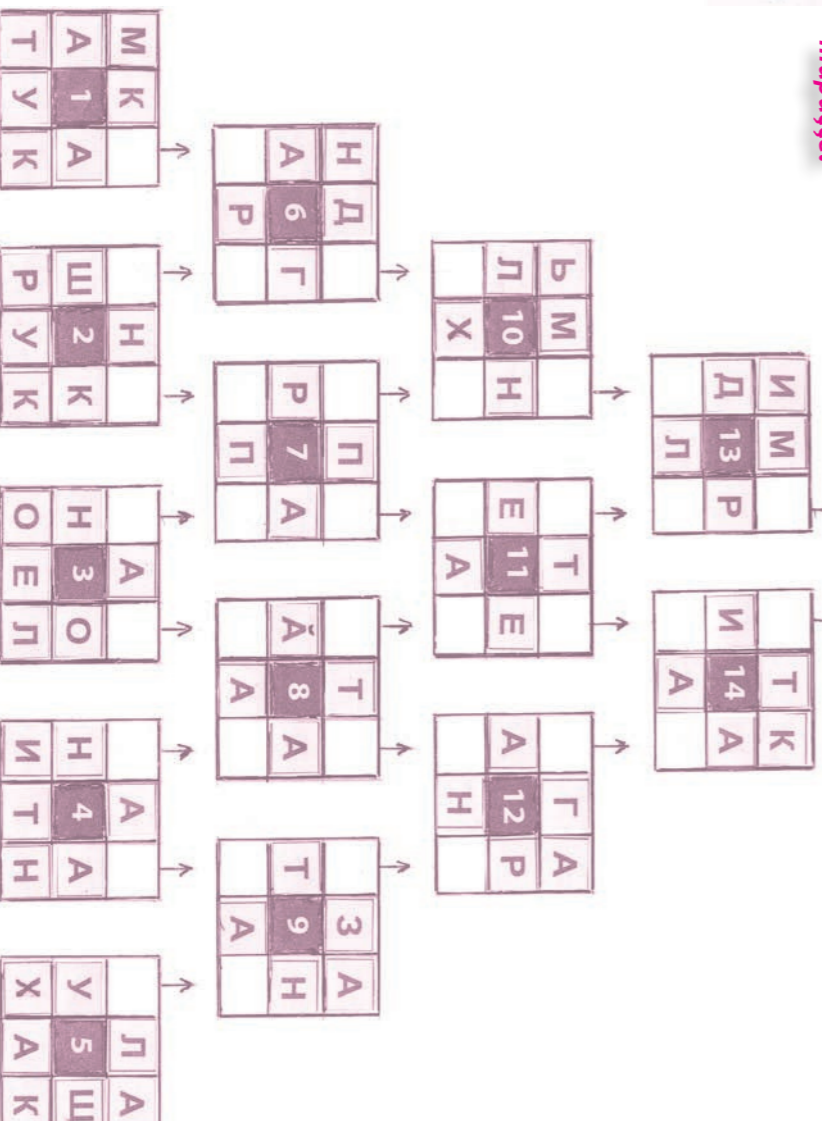 И М Т К
Д 13 Р И 14 А
Л А
Ь М Т Г А
Л 10 Н Е 11 Е А 12 Р
Х А Н
Н Д П Т З А
А 6 Г Р 7 А Ӑ 8 А Т 9 Н
Р П А А
М К Н А А Л А
А 1 А Ш 2 К Н 3 О Н 4 А У 5 Щ
Т У К Р У К О Е Л И Т Н Х А К